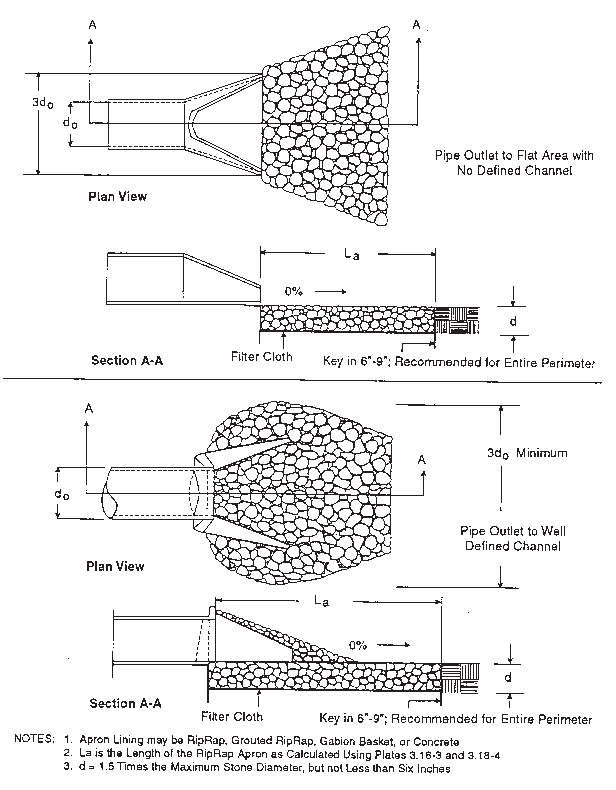 A A
3do
do
Pipe Outlet to Flat Area with
No Defined Channel
Plan View
La
0%
d
Section A-A
Filter Cloth
Key in 6"-9"; Recommended for Entire Perimeter
A
3do Minimum
A
do
Pipe Outlet to Well
Defined Channel
Plan View
La
0%
d
Section A-A
Filter Cloth
Key in 6"-9"; Recommended for Entire Perimeter
NOTES: 1. Apron Lining may be RipRap, Grouted RipRap, Gabion Basket, or Concrete
2. La is the Length of the RipRap Apron as Calculated Using Plates 3.18-3 and 3.18-4
3. d = 1.5 Times the Maximum Stone Diameter, but not Less than Six Inches